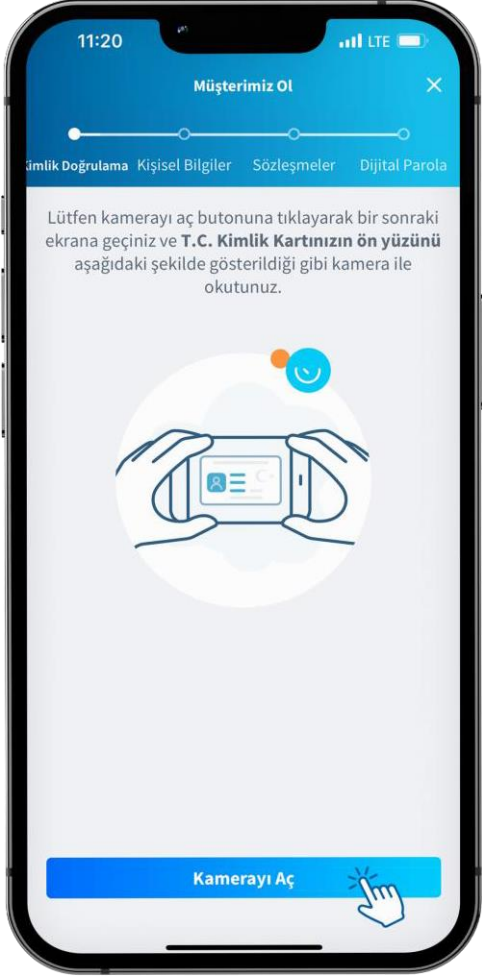 11:20
LTE
Müşterimiz Ol
Kimlik Doğrulama Kişisel Bilgiler Sözleşmeler Dijital Parola
Lütfen kamerayı aç butonuna tıklayarak bir sonraki
ekrana geçiniz ve T.C. Kimlik Kartınızın ön yüzünü
aşağıdaki şekilde gösterildiği gibi kamera ile
okutunuz.
Kamerayı Aç